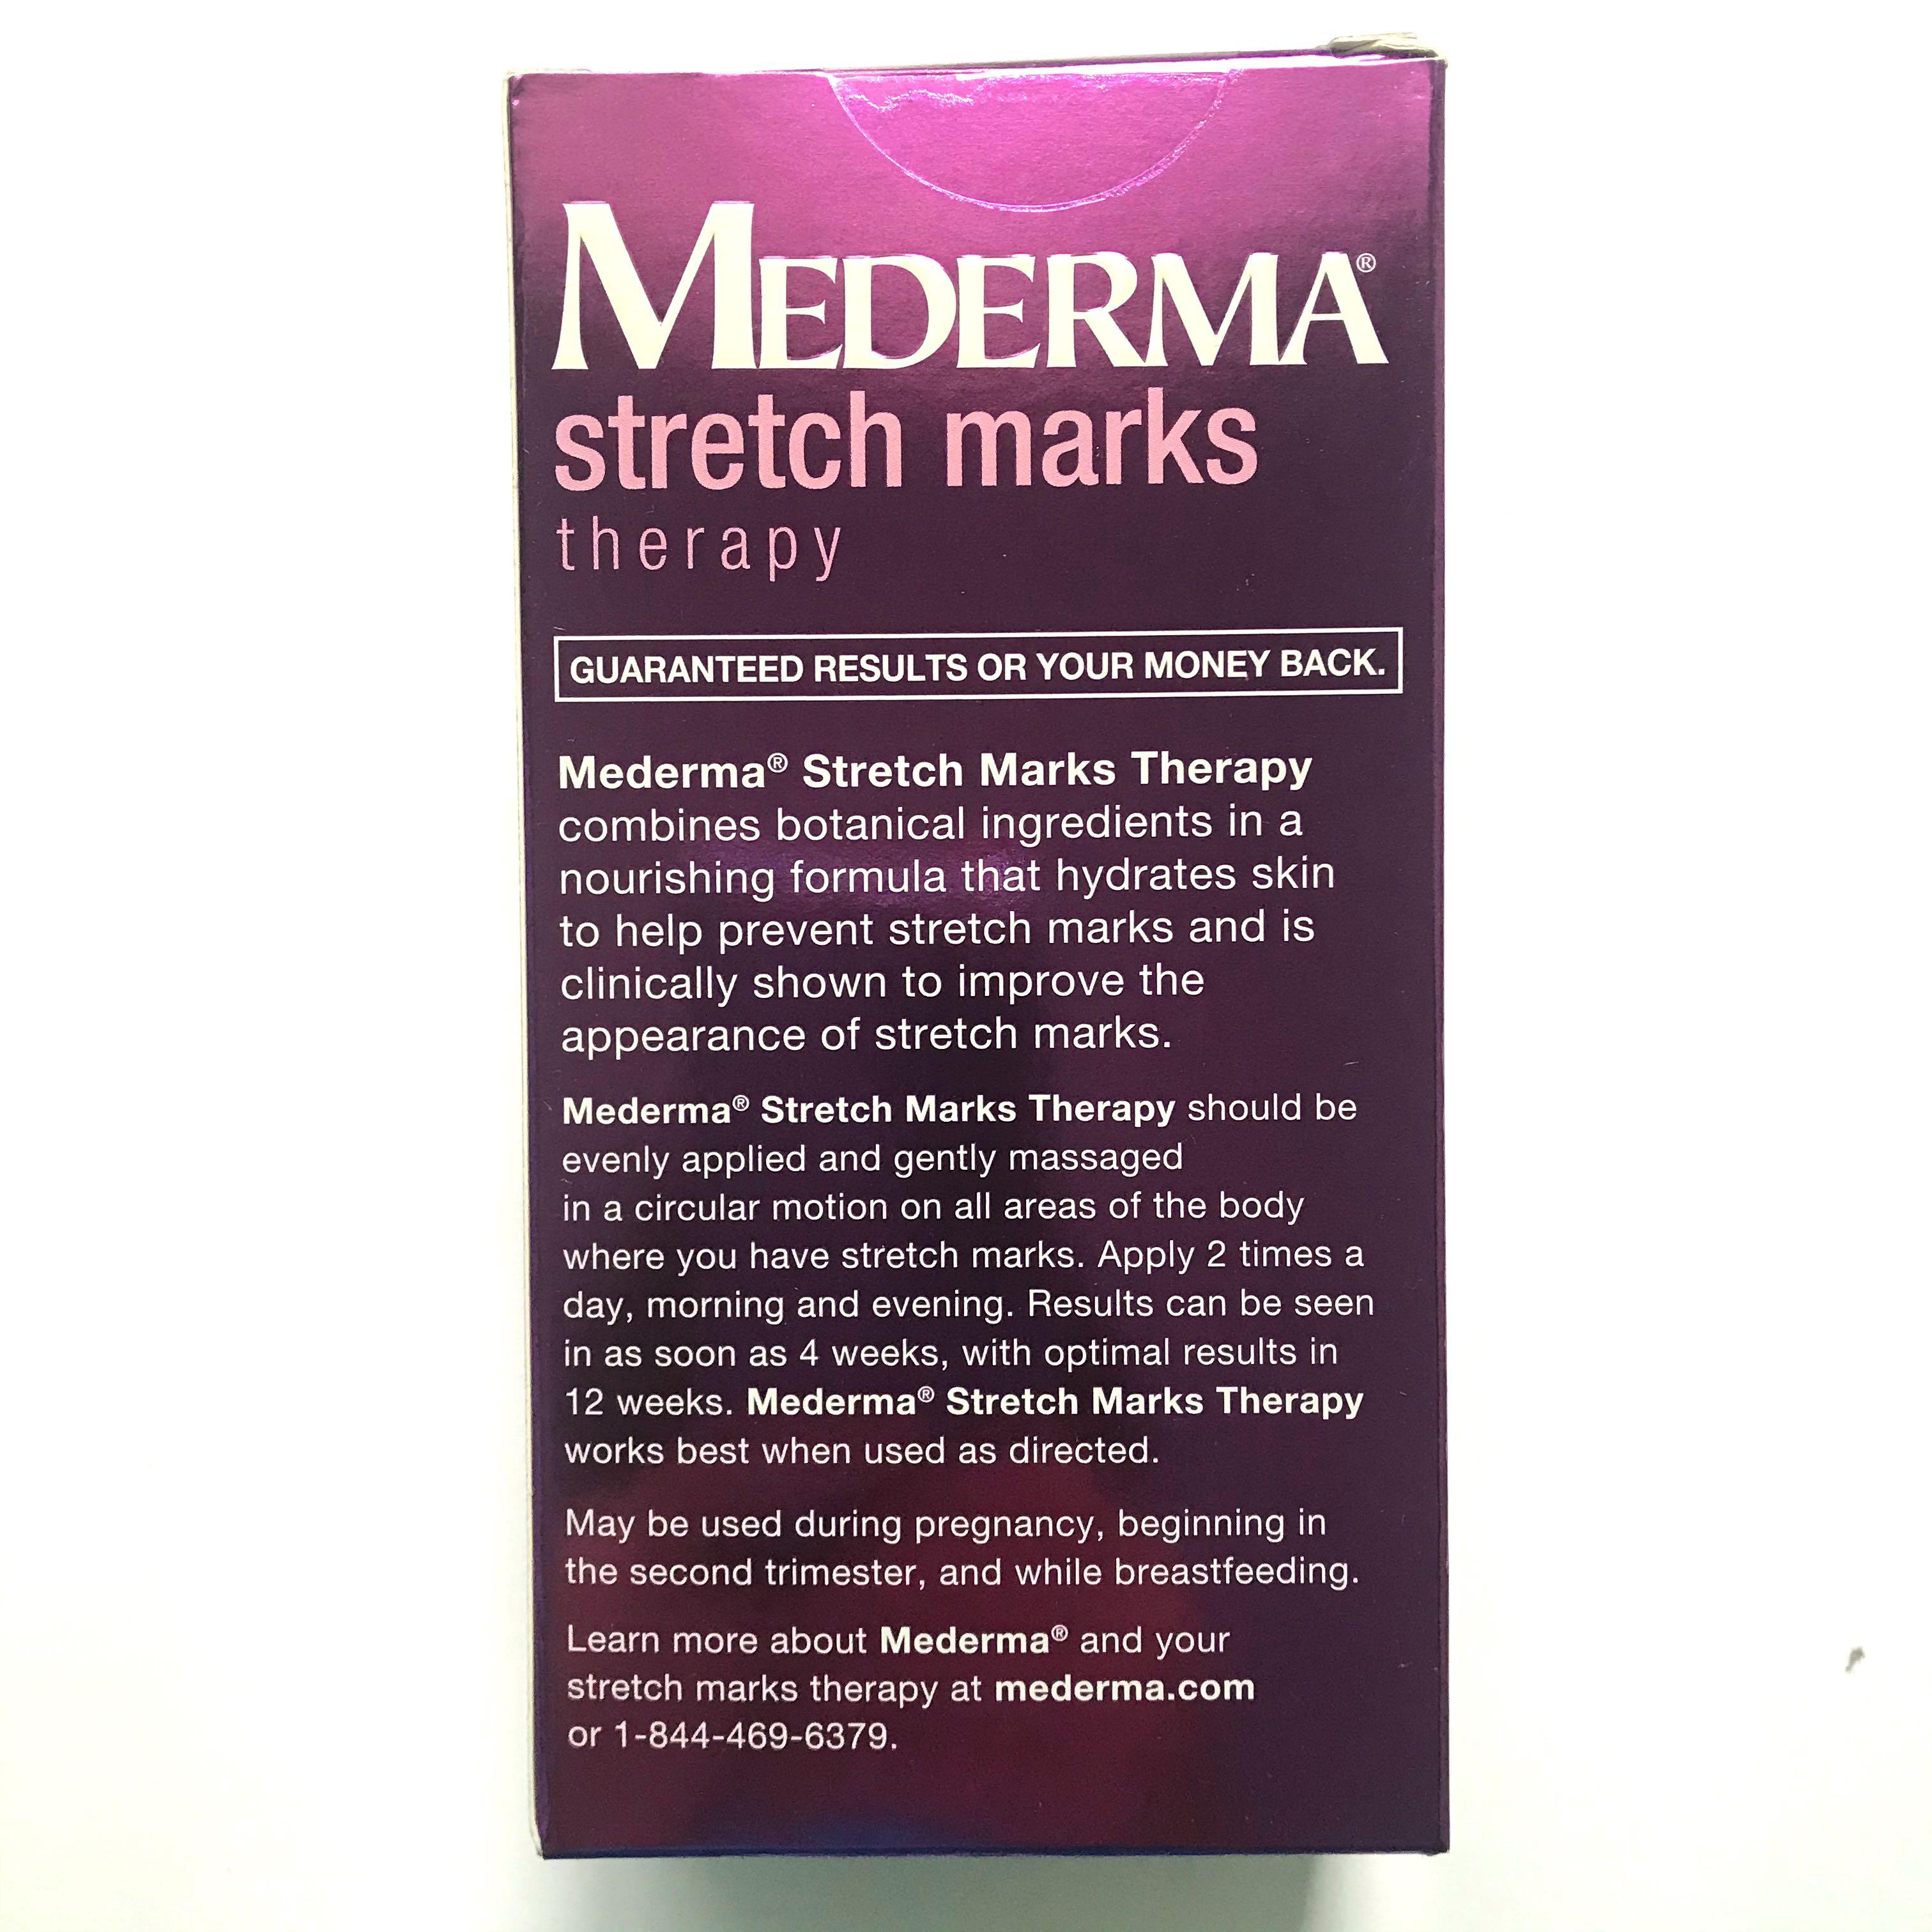 MEDERMA®
stretch marks
therapy
GUARANTEED RESULTS OR YOUR MONEY BACK.
Mederma® Stretch Marks Therapy
combines botanical ingredients in a
nourishing formula that hydrates skin
to help prevent stretch marks and is
clinically shown to improve the
appearance of stretch marks.
Mederma® Stretch Marks Therapy should be
evenly applied and gently massaged
in a circular motion on all areas of the body
where you have stretch marks. Apply 2 times a
day, morning and evening. Results can be seen
in as soon as 4 weeks, with optimal results in
12 weeks. Mederma® Stretch Marks Therapy
works best when used as directed.
May be used during pregnancy, beginning in
the second trimester, and while breastfeeding.
Learn more about Mederma® and your
stretch marks therapy at mederma.com
or 1-844-469-6379.